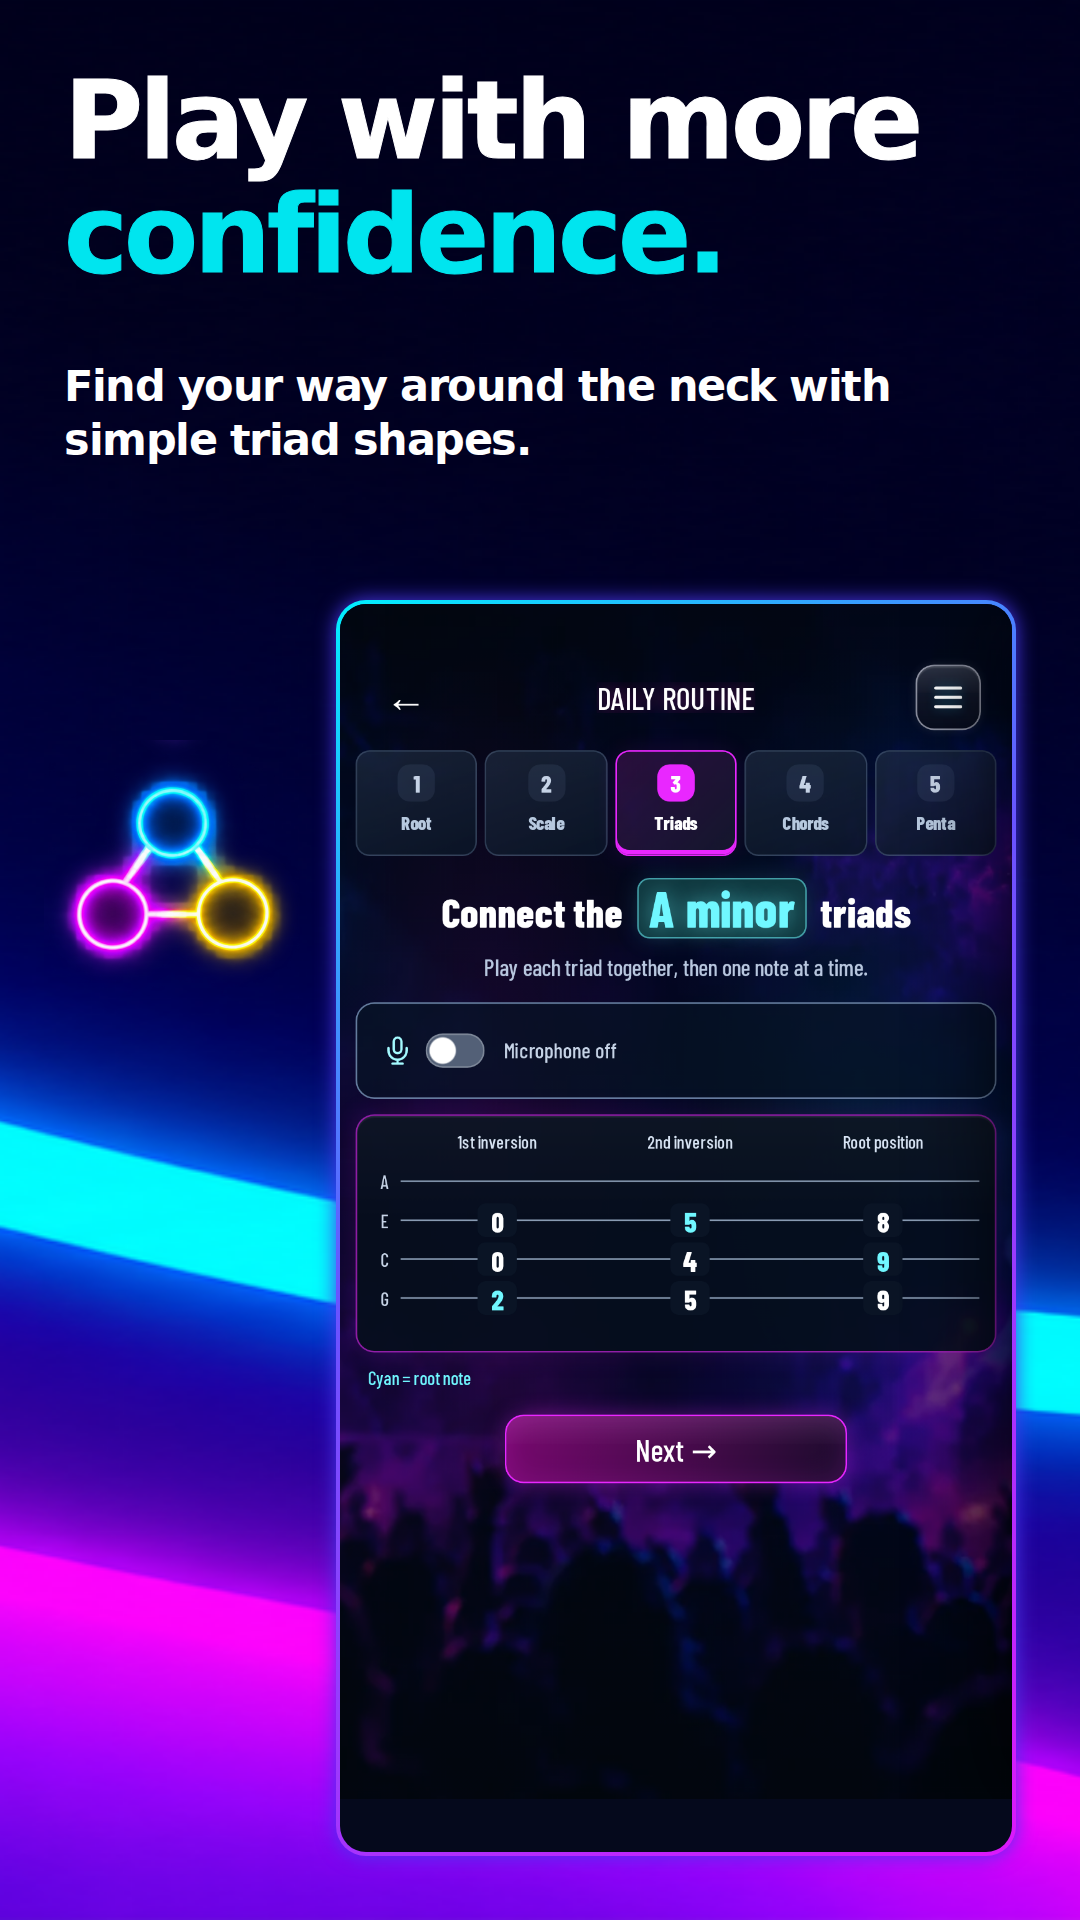 Play with more
confidence.
Find your way around the neck with
simple triad shapes.
← DAILY ROUTINE
1 2 3 4 5
Root Scale Triads Chords Penta
Connect the A minor triads
Play each triad together, then one note at a time.
Microphone off
1st inversion 2nd inversion Root position
A
E 0 5 8
C 0 4 9
G 2 5 9
Cyan = root note
Next →